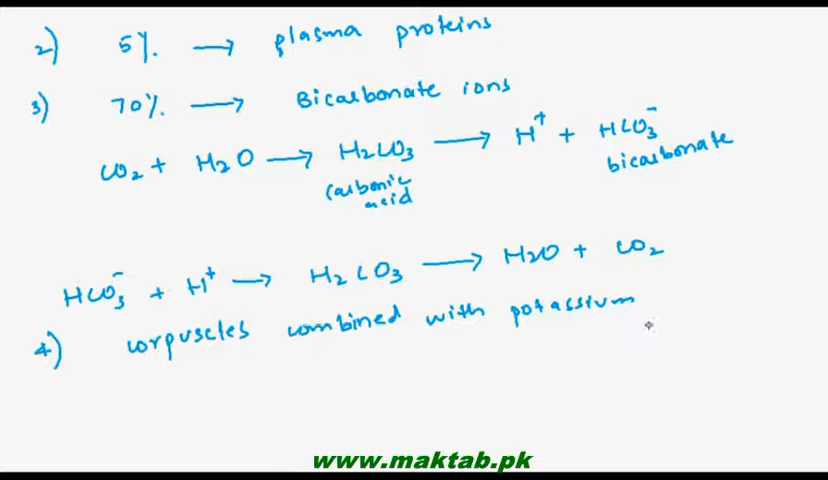 2) 5% → plasma proteins
3) 70% → Bicarbonate ions
CO₂ + H₂O → H₂CO₃ → H⁺ + HCO₃⁻
carbonic acid
bicarbonate
HCO₃⁻ + H⁺ → H₂CO₃ → H₂O + CO₂
4) corpuscles combined with potassium
www.maktab.pk